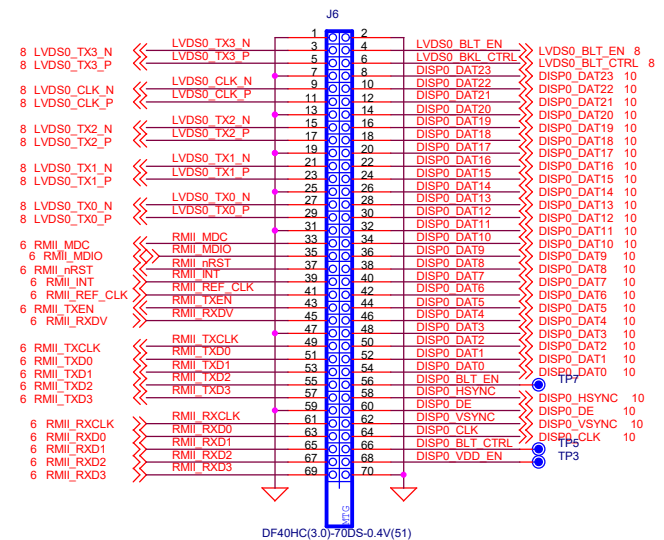 J6
1 2
LVDS0_TX3_N 3 4 LVDS0_BLT_EN
8 LVDS0_TX3_N LVDS0_TX3_P 5 6 LVDS0_BKL_CTRL LVDS0_BLT_EN 8
8 LVDS0_TX3_P 7 8 DISP0_DAT23 LVDS0_BLT_CTRL 8
LVDS0_CLK_N 9 10 DISP0_DAT22 DISP0_DAT23 10
8 LVDS0_CLK_N LVDS0_CLK_P 11 12 DISP0_DAT21 DISP0_DAT22 10
8 LVDS0_CLK_P 13 14 DISP0_DAT20 DISP0_DAT21 10
LVDS0_TX2_N 15 16 DISP0_DAT19 DISP0_DAT20 10
8 LVDS0_TX2_N LVDS0_TX2_P 17 18 DISP0_DAT18 DISP0_DAT19 10
8 LVDS0_TX2_P 19 20 DISP0_DAT17 DISP0_DAT18 10
LVDS0_TX1_N 21 22 DISP0_DAT16 DISP0_DAT17 10
8 LVDS0_TX1_N LVDS0_TX1_P 23 24 DISP0_DAT15 DISP0_DAT16 10
8 LVDS0_TX1_P 25 26 DISP0_DAT14 DISP0_DAT15 10
LVDS0_TX0_N 27 28 DISP0_DAT13 DISP0_DAT14 10
8 LVDS0_TX0_N LVDS0_TX0_P 29 30 DISP0_DAT12 DISP0_DAT13 10
8 LVDS0_TX0_P 31 32 DISP0_DAT11 DISP0_DAT12 10
RMII_MDC 33 34 DISP0_DAT10 DISP0_DAT11 10
6 RMII_MDC RMII_MDIO 35 36 DISP0_DAT9 DISP0_DAT10 10
6 RMII_MDIO RMII_nRST 37 38 DISP0_DAT8 DISP0_DAT9 10
6 RMII_nRST RMII_INT 39 40 DISP0_DAT7 DISP0_DAT8 10
6 RMII_INT RMII_REF_CLK 41 42 DISP0_DAT6 DISP0_DAT7 10
6 RMII_REF_CLK RMII_TXEN 43 44 DISP0_DAT5 DISP0_DAT6 10
6 RMII_TXEN RMII_RXDV 45 46 DISP0_DAT4 DISP0_DAT5 10
6 RMII_RXDV 47 48 DISP0_DAT3 DISP0_DAT4 10
RMII_TXCLK 49 50 DISP0_DAT2 DISP0_DAT3 10
6 RMII_TXCLK RMII_TXD0 51 52 DISP0_DAT1 DISP0_DAT2 10
6 RMII_TXD0 RMII_TXD1 53 54 DISP0_DAT0 DISP0_DAT1 10
6 RMII_TXD1 RMII_TXD2 55 56 DISP0_BLT_EN DISP0_DAT0 10
6 RMII_TXD2 RMII_TXD3 57 58 DISP0_HSYNC TP7
6 RMII_TXD3 59 60 DISP0_DE DISP0_HSYNC 10
RMII_RXCLK 61 62 DISP0_VSYNC DISP0_DE 10
6 RMII_RXCLK RMII_RXD0 63 64 DISP0_CLK DISP0_VSYNC 10
6 RMII_RXD0 RMII_RXD1 65 66 DISP0_BLT_CTRL DISP0_CLK 10
6 RMII_RXD1 RMII_RXD2 67 68 DISP0_VDD_EN TP5
6 RMII_RXD2 RMII_RXD3 69 70 TP3
6 RMII_RXD3
MTG
DF40HC(3.0)-70DS-0.4V(51)